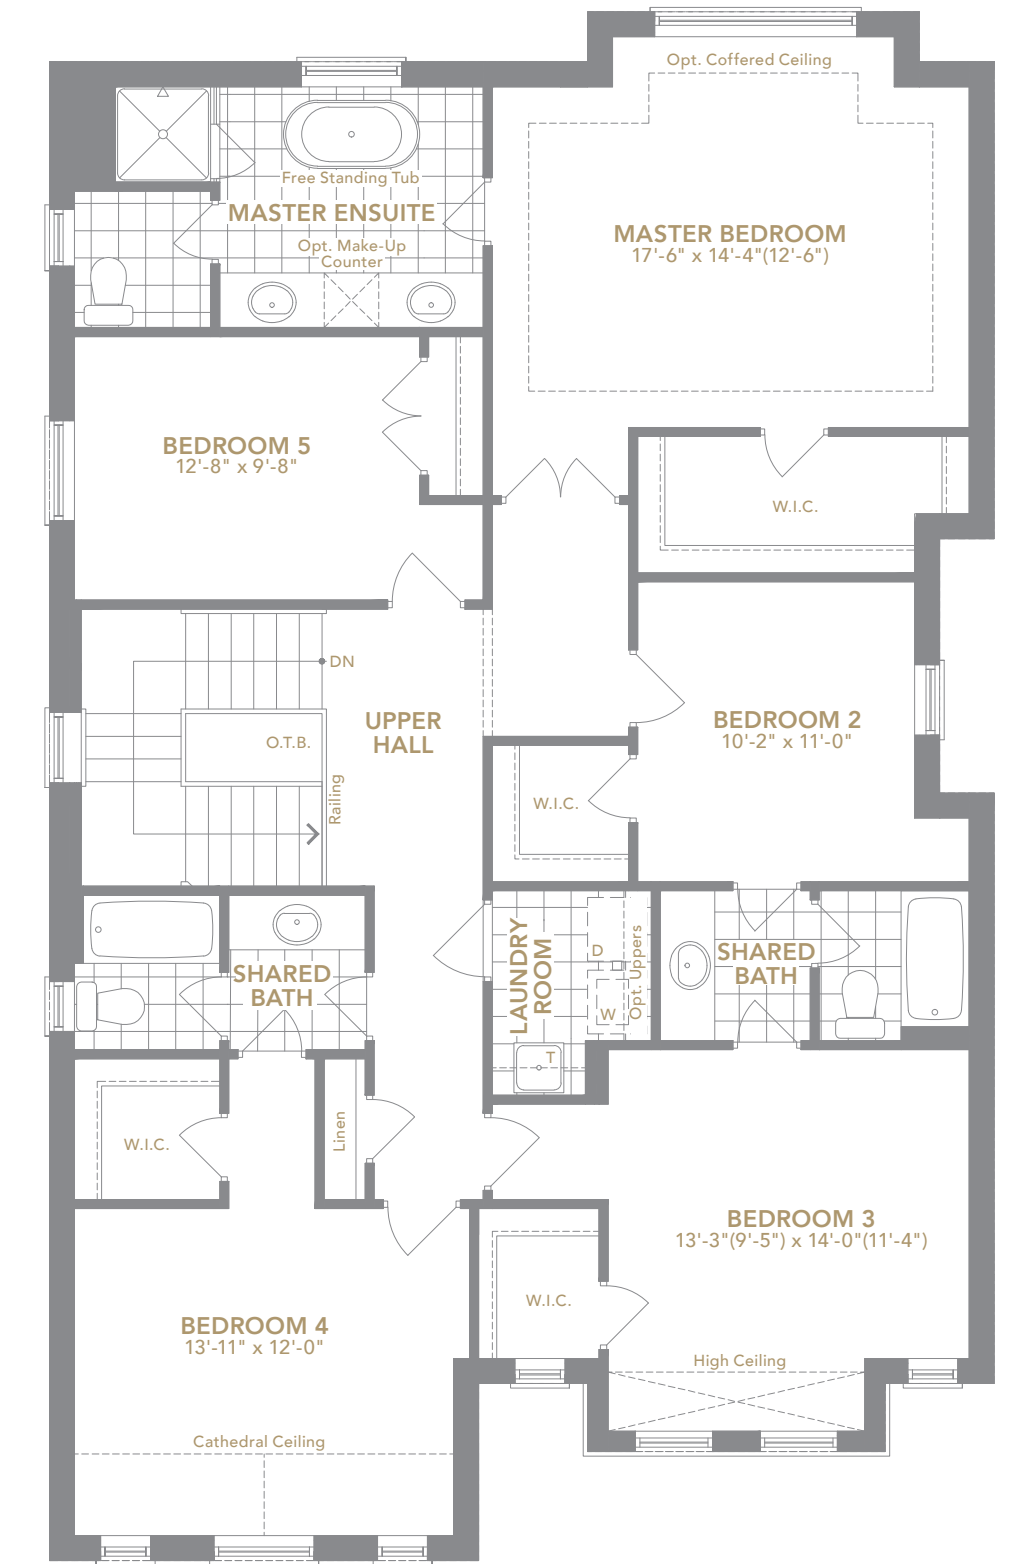 Opt. Coffered Ceiling
Free Standing Tub
MASTER ENSUITE
Opt. Make-Up
Counter
MASTER BEDROOM
17'-6" x 14'-4"(12'-6")
BEDROOM 5
12'-8" x 9'-8"
W.I.C.
DN
UPPER
HALL
O.T.B.
Railing
BEDROOM 2
10'-2" x 11'-0"
W.I.C.
LAUNDRY
ROOM
D
W
Opt. Uppers
T
SHARED
BATH
SHARED
BATH
W.I.C.
Linen
BEDROOM 3
13'-3"(9'-5") x 14'-0"(11'-4")
W.I.C.
BEDROOM 4
13'-11" x 12'-0"
High Ceiling
Cathedral Ceiling